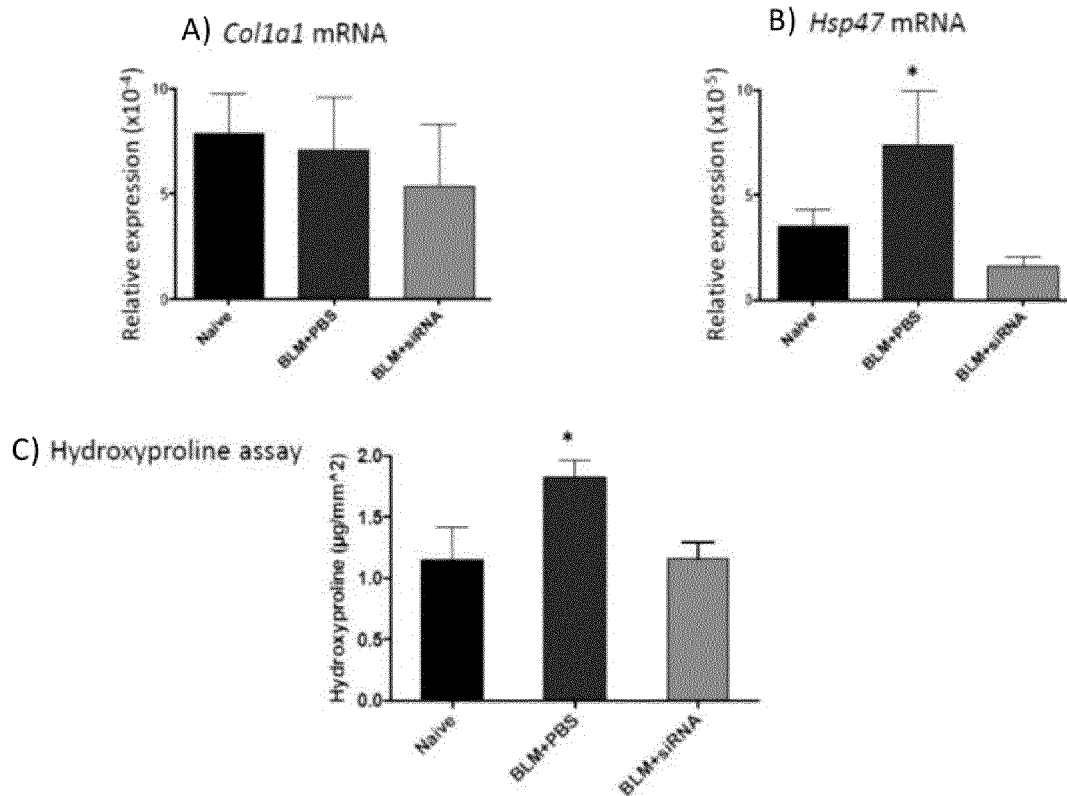 A) Col1a1 mRNA
Relative expression (x10-4)
10
5
0
Naive
BLM+PBS
BLM+siRNA
B) Hsp47 mRNA
*
Relative expression (x10-5)
10
5
0
Naive
BLM+PBS
BLM+siRNA
C) Hydroxyproline assay
*
Hydroxyproline (µg/mm^2)
2.0
1.5
1.0
0.5
0.0
Naive
BLM+PBS
BLM+siRNA